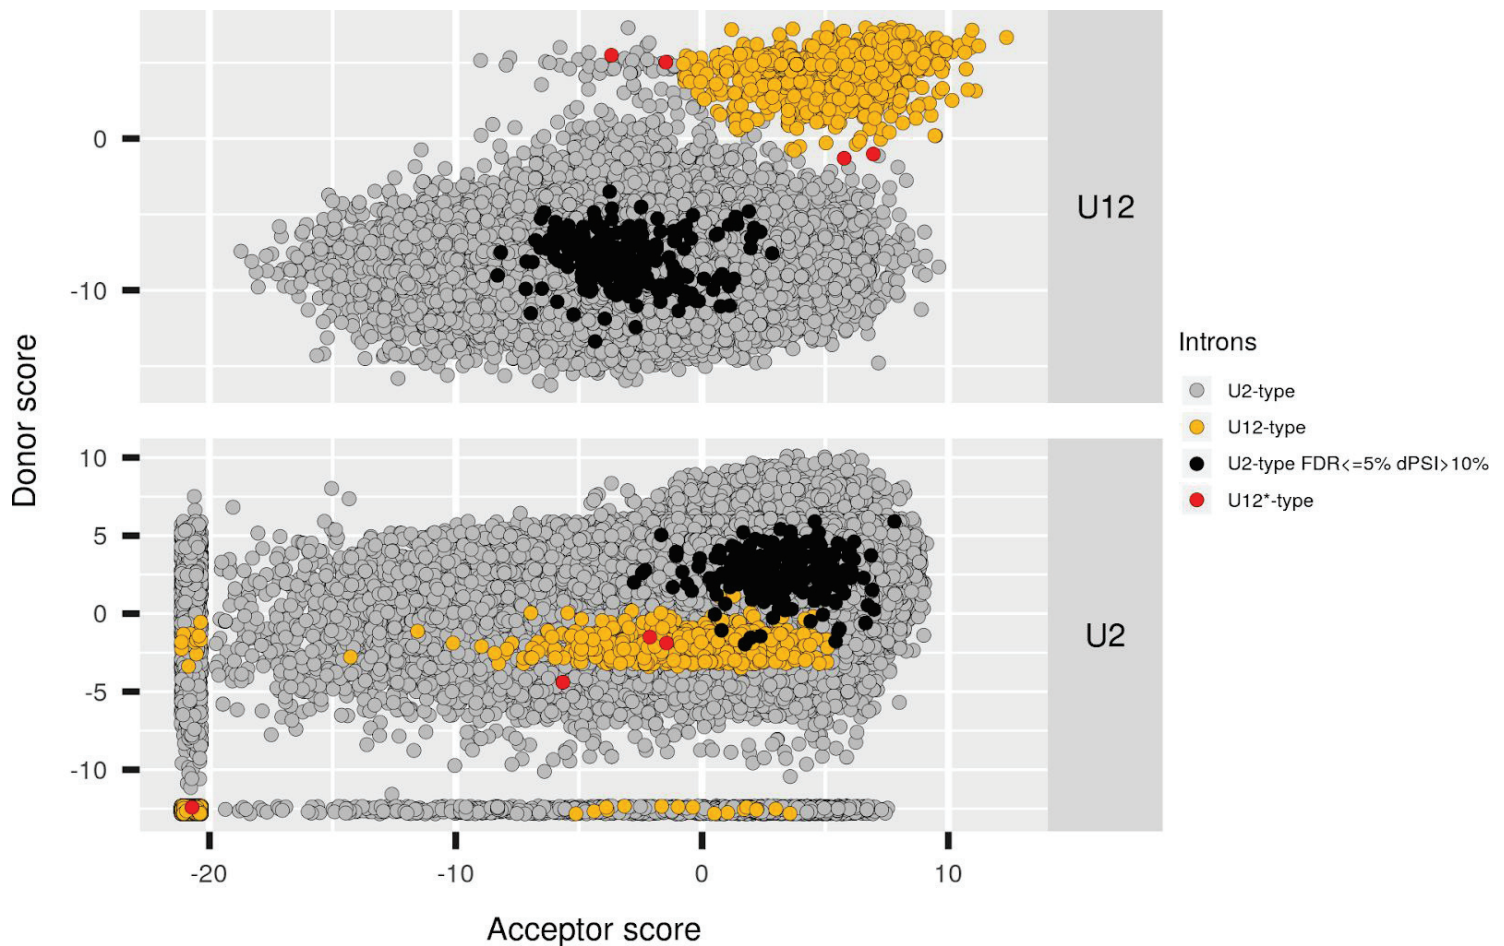 0
-10
U12
Donor score
10
5
0
-5
-10
U2
-20
-10
0
10
Acceptor score
Introns
U2-type
U12-type
U2-type FDR<=5% dPSI>10%
U12*-type